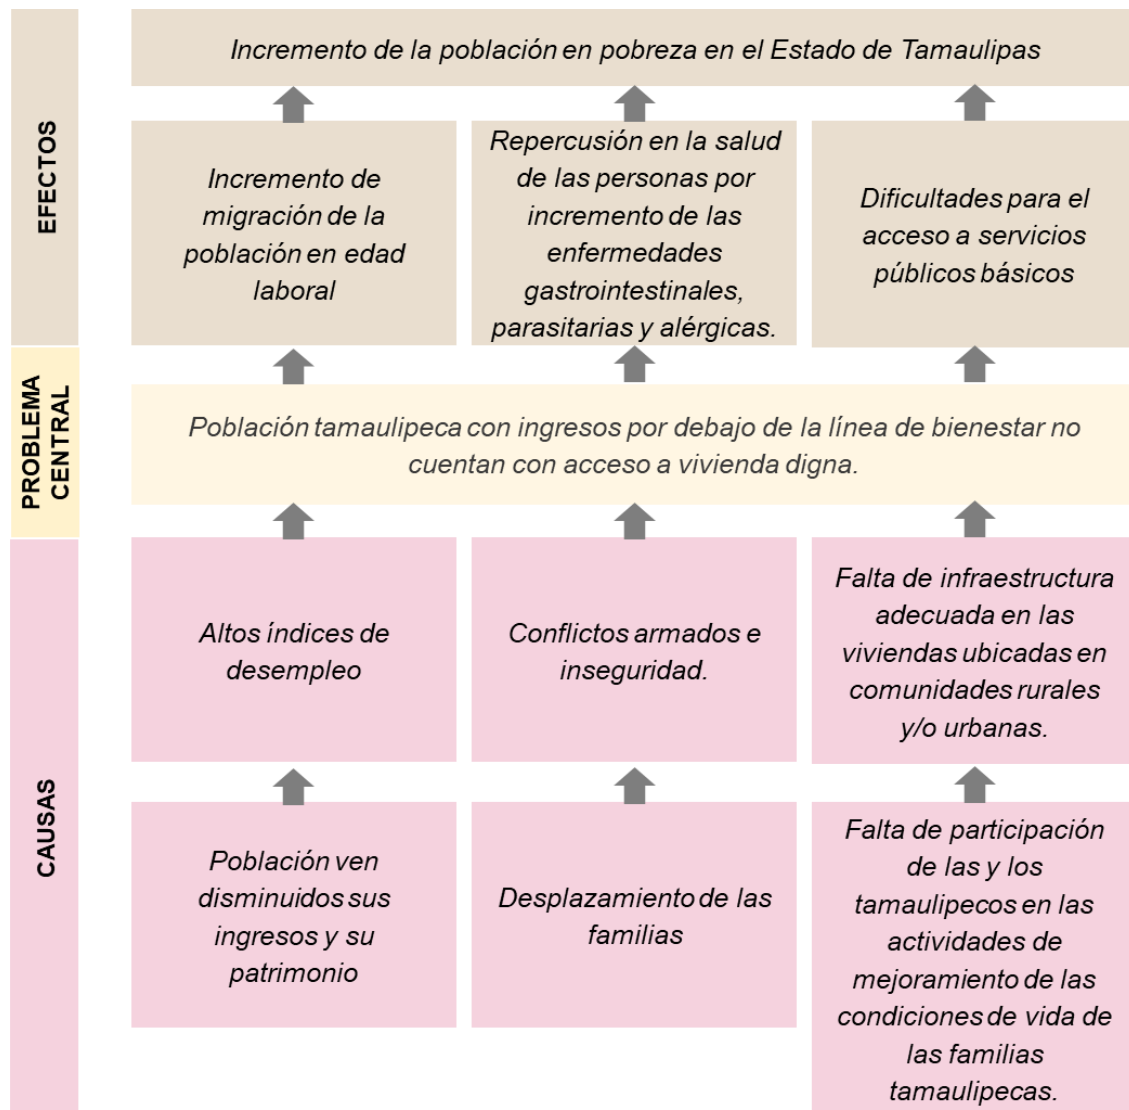 EFECTOS
Incremento de la población en pobreza en el Estado de Tamaulipas
Incremento de
migración de la
población en edad
laboral
Repercusión en la salud
de las personas por
incremento de las
enfermedades
gastrointestinales,
parasitarias y alérgicas.
Dificultades para el
acceso a servicios
públicos básicos
PROBLEMA
CENTRAL
Población tamaulipeca con ingresos por debajo de la línea de bienestar no
cuentan con acceso a vivienda digna.
CAUSAS
Altos índices de
desempleo
Conflictos armados e
inseguridad.
Falta de infraestructura
adecuada en las
viviendas ubicadas en
comunidades rurales
y/o urbanas.
Población ven
disminuidos sus
ingresos y su
patrimonio
Desplazamiento de las
familias
Falta de participación
de las y los
tamaulipecos en las
actividades de
mejoramiento de las
condiciones de vida de
las familias
tamaulipecas.